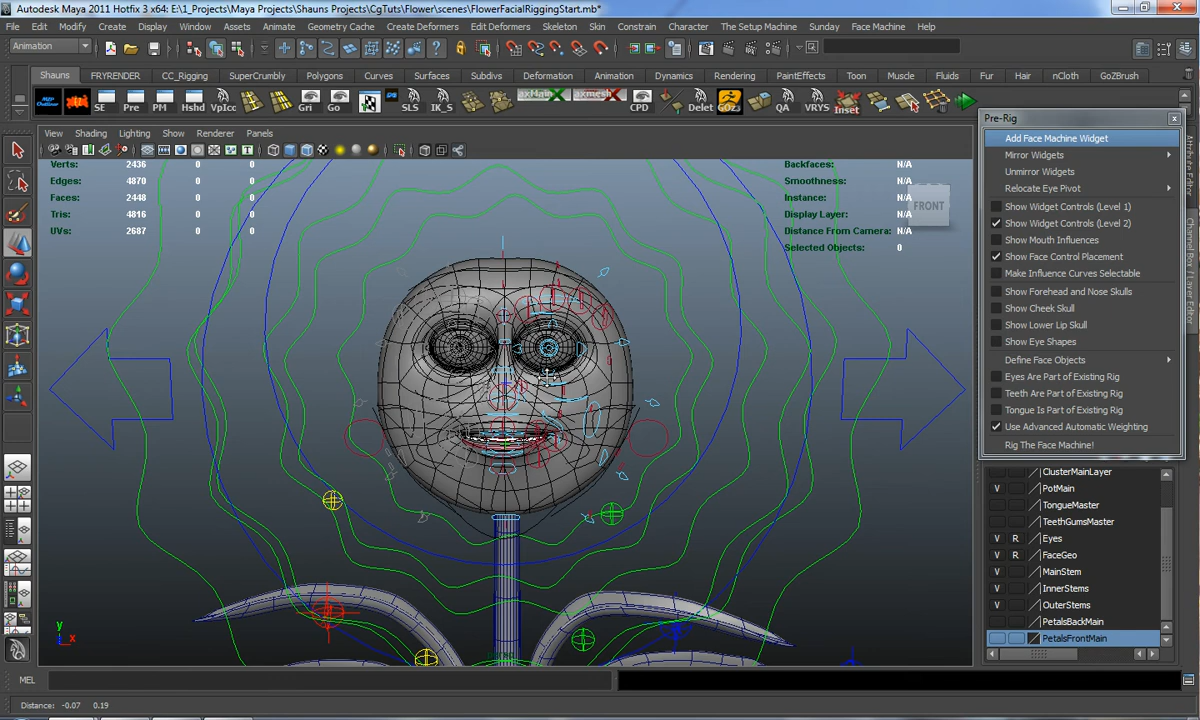 Autodesk Maya 2011 Hotfix 3 x64: E:\1_Projects\Maya Projects\Shauns Projects\CgTuts\Flower\scenes\FlowerFacialRiggingStart.mb*
File Edit Modify Create Display Window Assets Animate Geometry Cache Create Deformers Edit Deformers Skeleton Skin Constrain Character Muscle Sunday Face Machine Help
Animation
Shauns FRYRENDER CC_Rigging SuperCrumbly Polygons Curves Surfaces Subdivs Deformation Animation Dynamics Rendering PaintEffects Toon Muscle Fluids Fur Hair nCloth GoZBrush
SE Pre PM Hshd VpIcc Gri Go SLS IK_S axMain axmesh CPD Delet GOZs QA VRYS Inset
View Shading Lighting Show Renderer Panels
Verts: 2436 0 0
Edges: 4870 0 0
Faces: 2448 0 0
Tris: 4816 0 0
UVs: 2687 0 0
Backfaces: N/A
Smoothness: N/A
Instance: N/A
Display Layer: N/A
Distance From Camera: N/A
Selected Objects: 0
FRONT
Pre-Rig
Add Face Machine Widget
Mirror Widgets
Unmirror Widgets
Relocate Eye Pivot
Show Widget Controls (Level 1)
Show Widget Controls (Level 2)
Show Mouth Influences
Show Face Control Placement
Make Influence Curves Selectable
Show Forehead and Nose Skulls
Show Cheek Skull
Show Lower Lip Skull
Show Eye Shapes
Define Face Objects
Eyes Are Part of Existing Rig
Teeth Are Part of Existing Rig
Tongue Is Part of Existing Rig
Use Advanced Automatic Weighting
Rig The Face Machine!
Attribute Editor
Channel Box / Layer Editor
ClusterMainLayer
V PotMain
TongueMaster
TeethGumsMaster
V R Eyes
V R FaceGeo
V MainStem
V InnerStems
V OuterStems
PetalsBackMain
PetalsFrontMain
y
x
MEL
Distance: -0.07 0.19